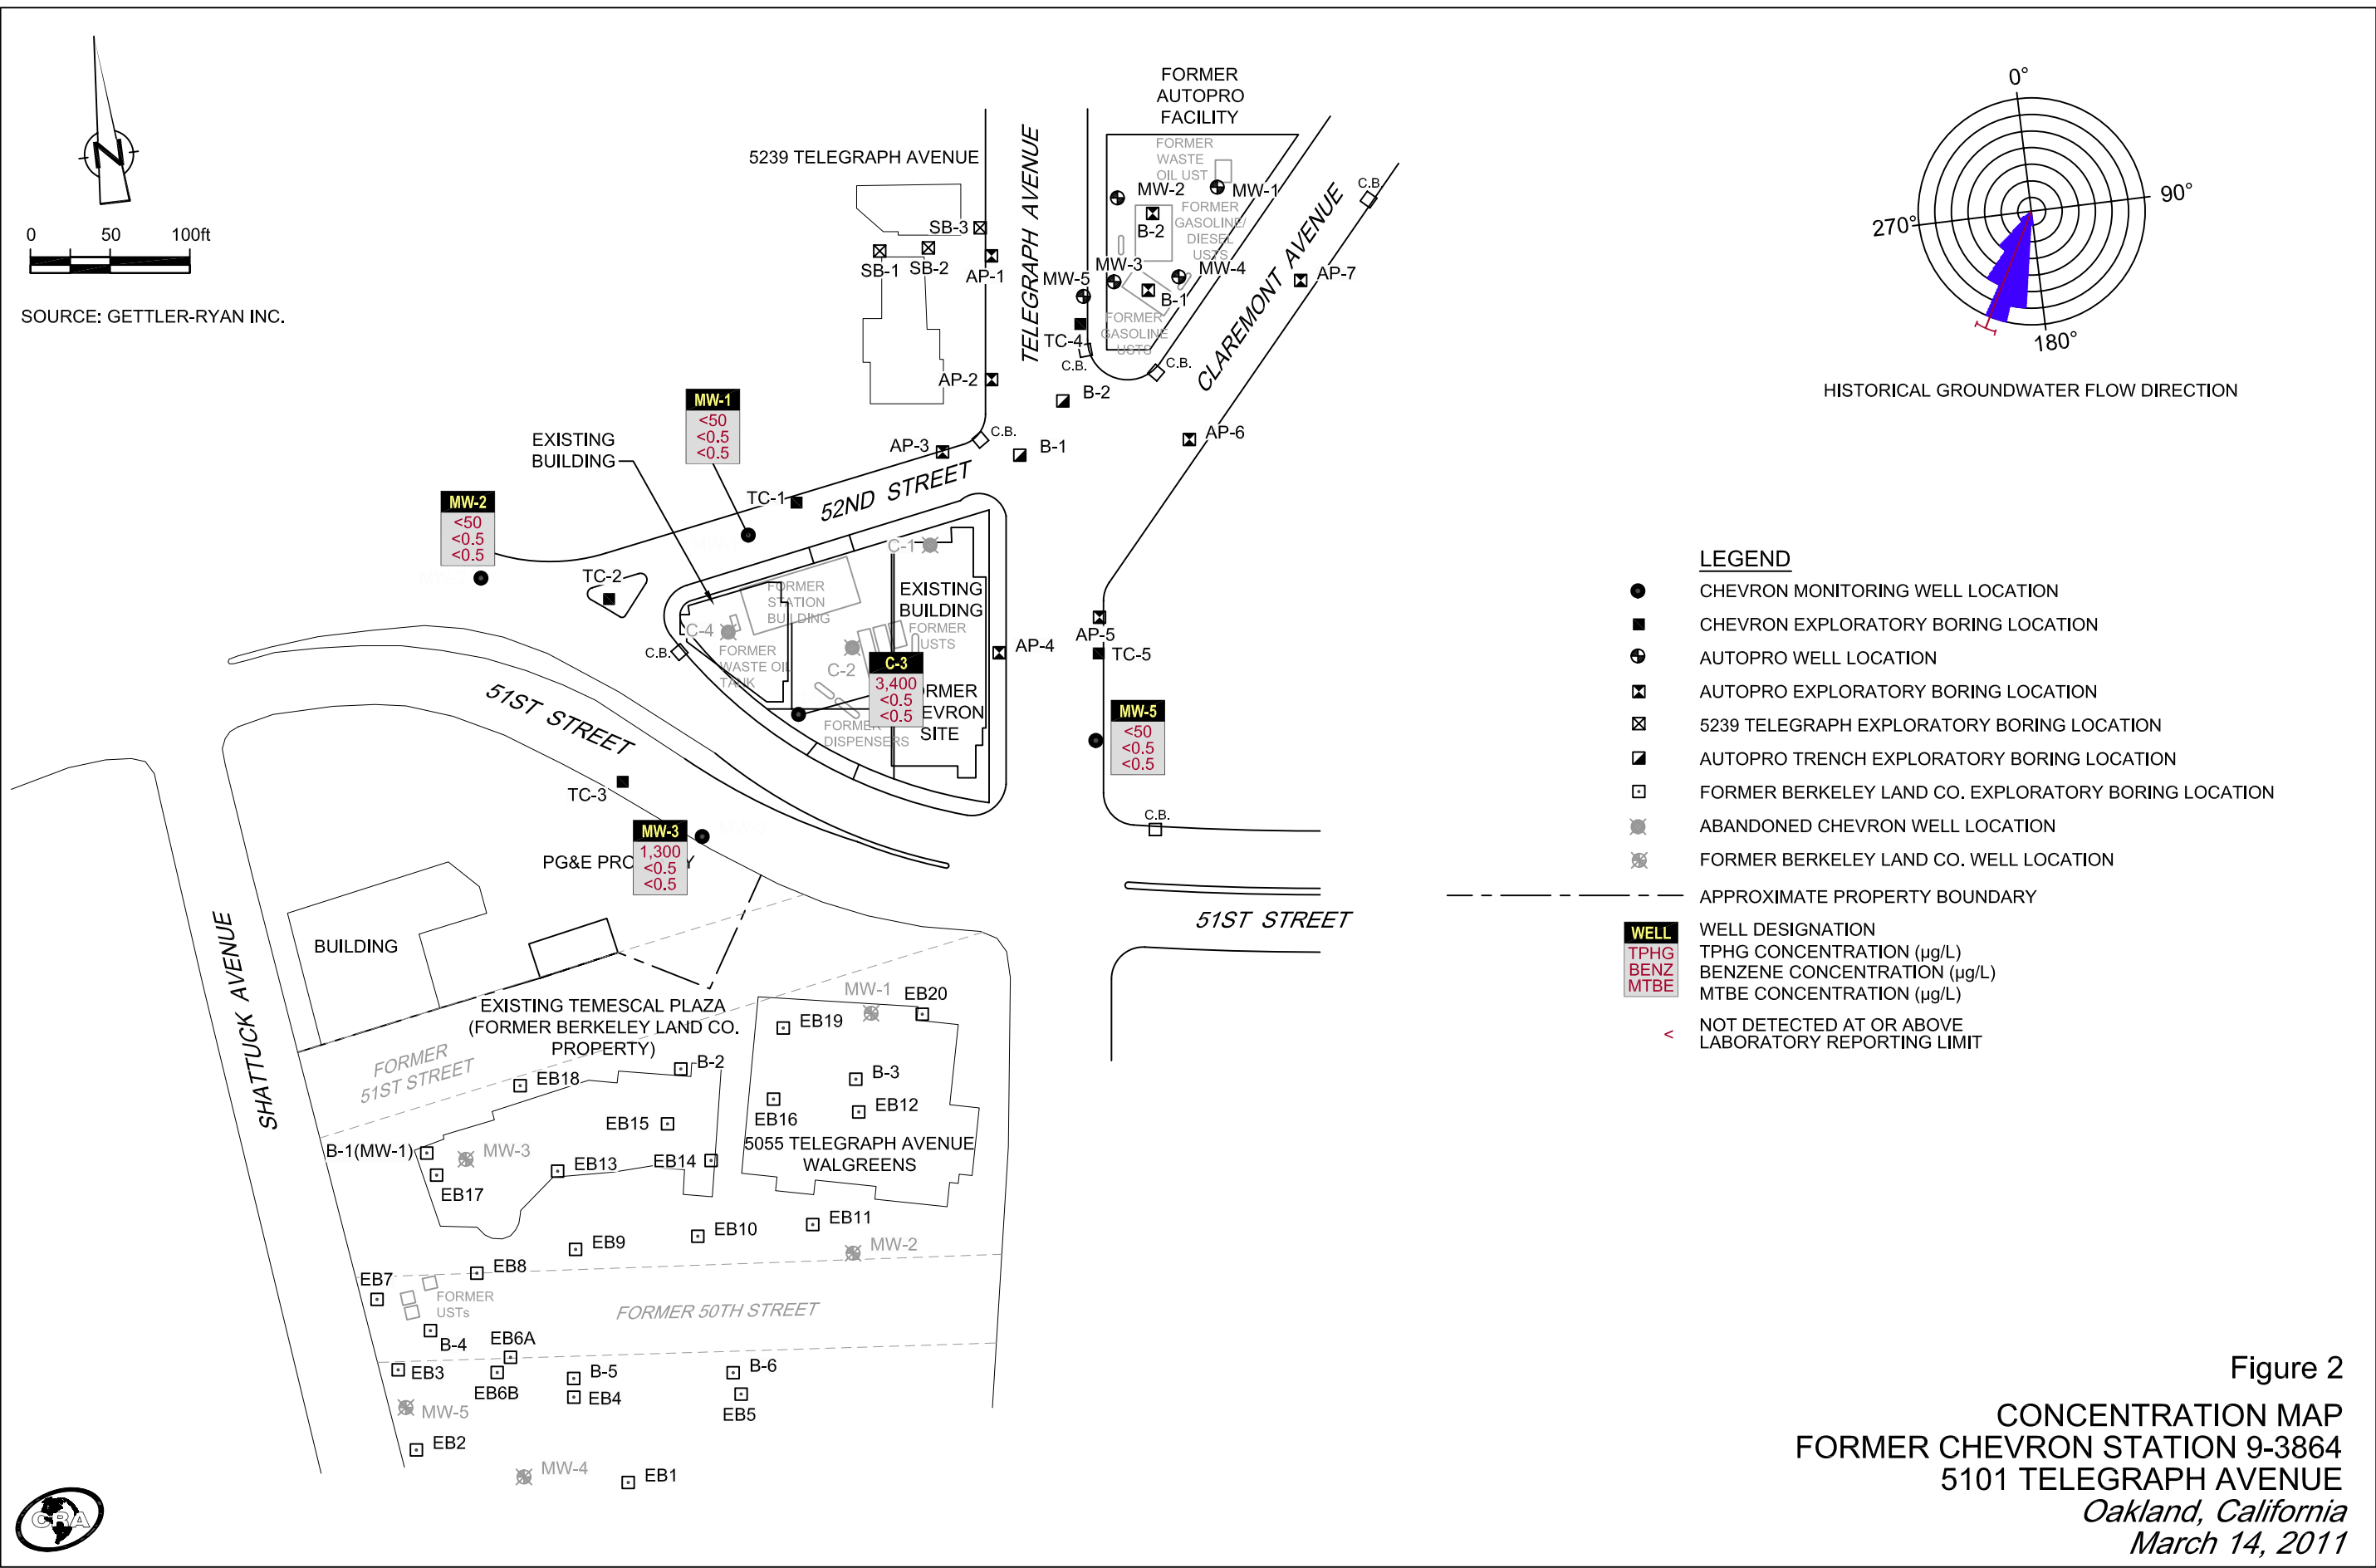 FORMER
AUTOPRO
FACILITY
0°
90°
270°
180°
HISTORICAL GROUNDWATER FLOW DIRECTION
N
0 50 100ft
SOURCE: GETTLER-RYAN INC.
5239 TELEGRAPH AVENUE
TELEGRAPH AVENUE
CLAREMONT AVENUE
FORMER
WASTE
OIL UST
MW-2
MW-1
C.B.
FORMER
GASOLINE/
DIESEL
USTS
B-2
SB-3
SB-1
SB-2
AP-1
MW-5
MW-3
MW-4
AP-7
B-1
FORMER
GASOLINE
USTS
TC-4
C.B.
C.B.
AP-2
B-2
MW-1
<50
<0.5
<0.5
EXISTING
BUILDING
AP-3
C.B.
B-1
AP-6
MW-2
<50
<0.5
<0.5
TC-1
52ND STREET
C-1
TC-2
FORMER
STATION
BUILDING
EXISTING
BUILDING
FORMER
USTS
C-4
C.B.
FORMER
WASTE OIL
TANK
C-2
C-3
3,400
<0.5
<0.5
AP-4
AP-5
TC-5
RMER
EVRON
SITE
FORMER
DISPENSERS
51ST STREET
MW-5
<50
<0.5
<0.5
TC-3
C.B.
MW-3
1,300
<0.5
<0.5
PG&E PRO Y
51ST STREET
BUILDING
SHATTUCK AVENUE
EXISTING TEMESCAL PLAZA
(FORMER BERKELEY LAND CO.
PROPERTY)
FORMER
51ST STREET
MW-1
EB20
EB19
B-2
EB18
B-3
EB12
EB16
EB15
5055 TELEGRAPH AVENUE
WALGREENS
B-1(MW-1)
MW-3
EB13
EB14
EB17
EB11
EB10
EB9
MW-2
EB8
EB7
FORMER
USTs
FORMER 50TH STREET
B-4
EB6A
EB3
EB6B
B-5
EB4
B-6
EB5
MW-5
EB2
MW-4
EB1
LEGEND
CHEVRON MONITORING WELL LOCATION
CHEVRON EXPLORATORY BORING LOCATION
AUTOPRO WELL LOCATION
AUTOPRO EXPLORATORY BORING LOCATION
5239 TELEGRAPH EXPLORATORY BORING LOCATION
AUTOPRO TRENCH EXPLORATORY BORING LOCATION
FORMER BERKELEY LAND CO. EXPLORATORY BORING LOCATION
ABANDONED CHEVRON WELL LOCATION
FORMER BERKELEY LAND CO. WELL LOCATION
APPROXIMATE PROPERTY BOUNDARY
WELL WELL DESIGNATION
TPHG TPHG CONCENTRATION (µg/L)
BENZ BENZENE CONCENTRATION (µg/L)
MTBE MTBE CONCENTRATION (µg/L)
< NOT DETECTED AT OR ABOVE
LABORATORY REPORTING LIMIT
Figure 2
CONCENTRATION MAP
FORMER CHEVRON STATION 9-3864
5101 TELEGRAPH AVENUE
Oakland, California
March 14, 2011
CRA